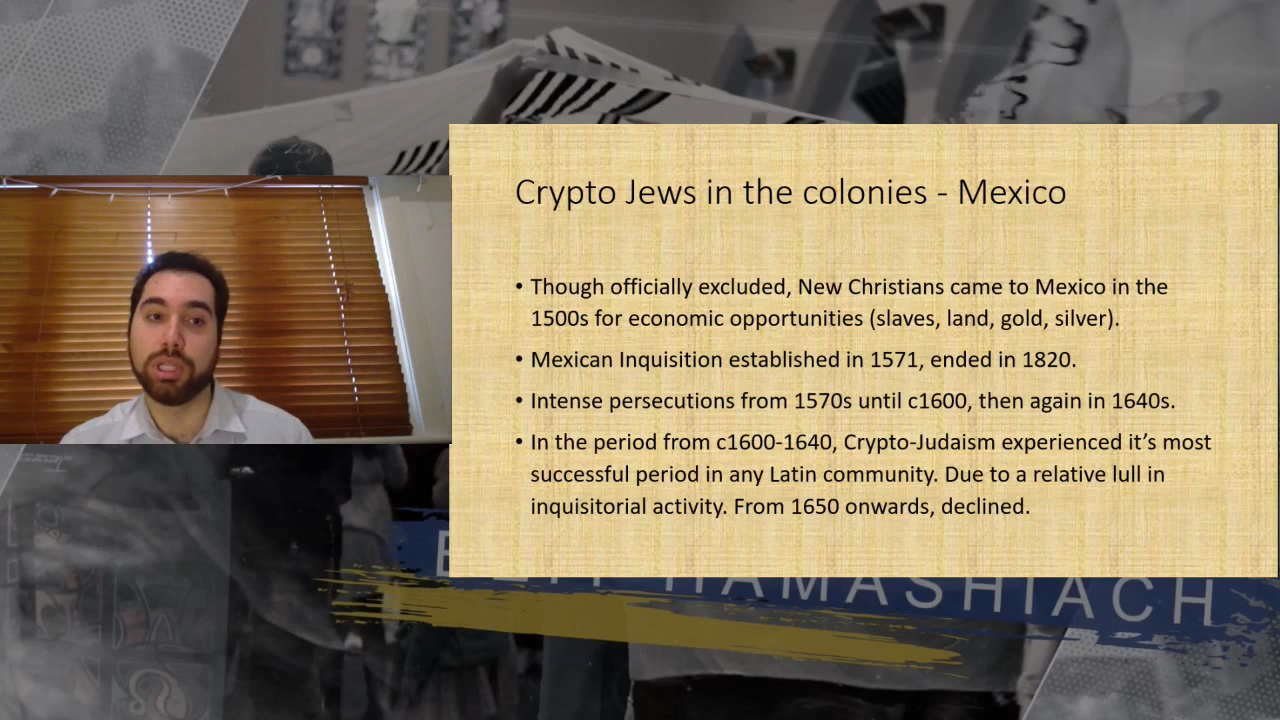 Crypto Jews in the colonies - Mexico
• Though officially excluded, New Christians came to Mexico in the
1500s for economic opportunities (slaves, land, gold, silver).
• Mexican Inquisition established in 1571, ended in 1820.
• Intense persecutions from 1570s until c1600, then again in 1640s.
• In the period from c1600-1640, Crypto-Judaism experienced it's most
successful period in any Latin community. Due to a relative lull in
inquisitorial activity. From 1650 onwards, declined.
HAMASHIACH